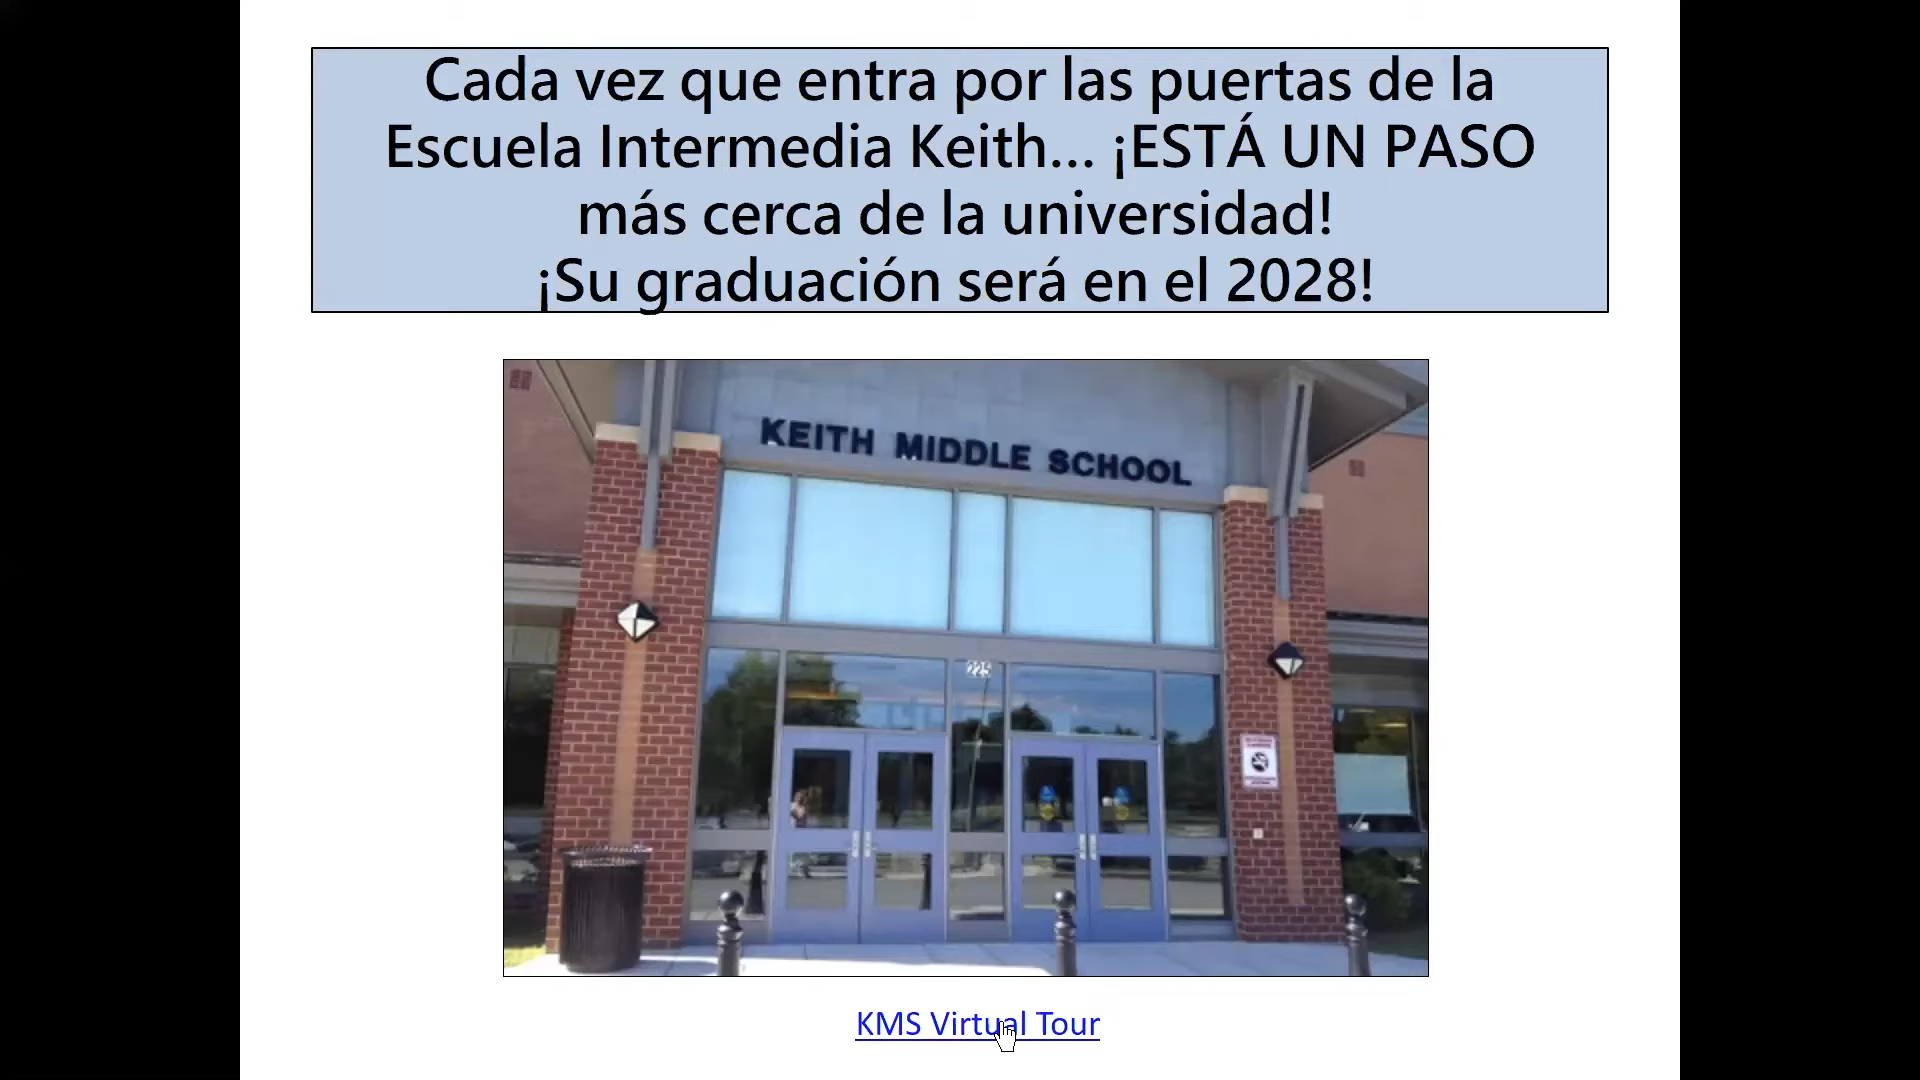 Cada vez que entra por las puertas de la
Escuela Intermedia Keith... ¡ESTÁ UN PASO
más cerca de la universidad!
¡Su graduación será en el 2028!
KEITH MIDDLE SCHOOL
225
KMS Virtual Tour